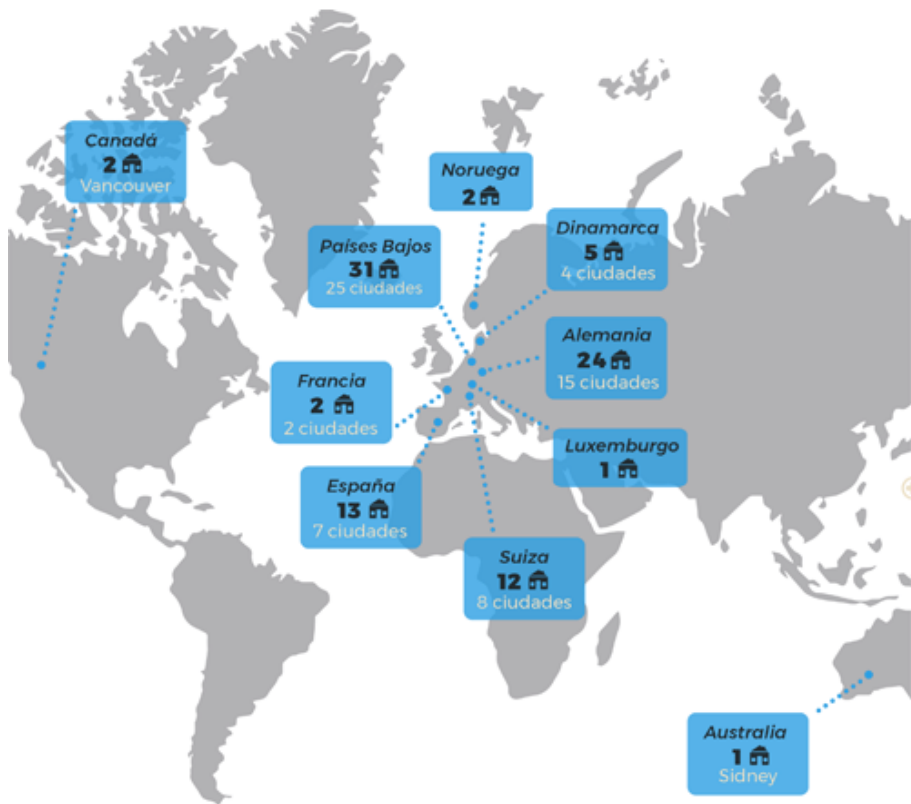 Canadá
2
Vancouver
Noruega
2
Países Bajos
31
25 ciudades
Dinamarca
5
4 ciudades
Alemania
24
15 ciudades
Francia
2
2 ciudades
Luxemburgo
1
España
13
7 ciudades
Suiza
12
8 ciudades
Australia
1
Sidney